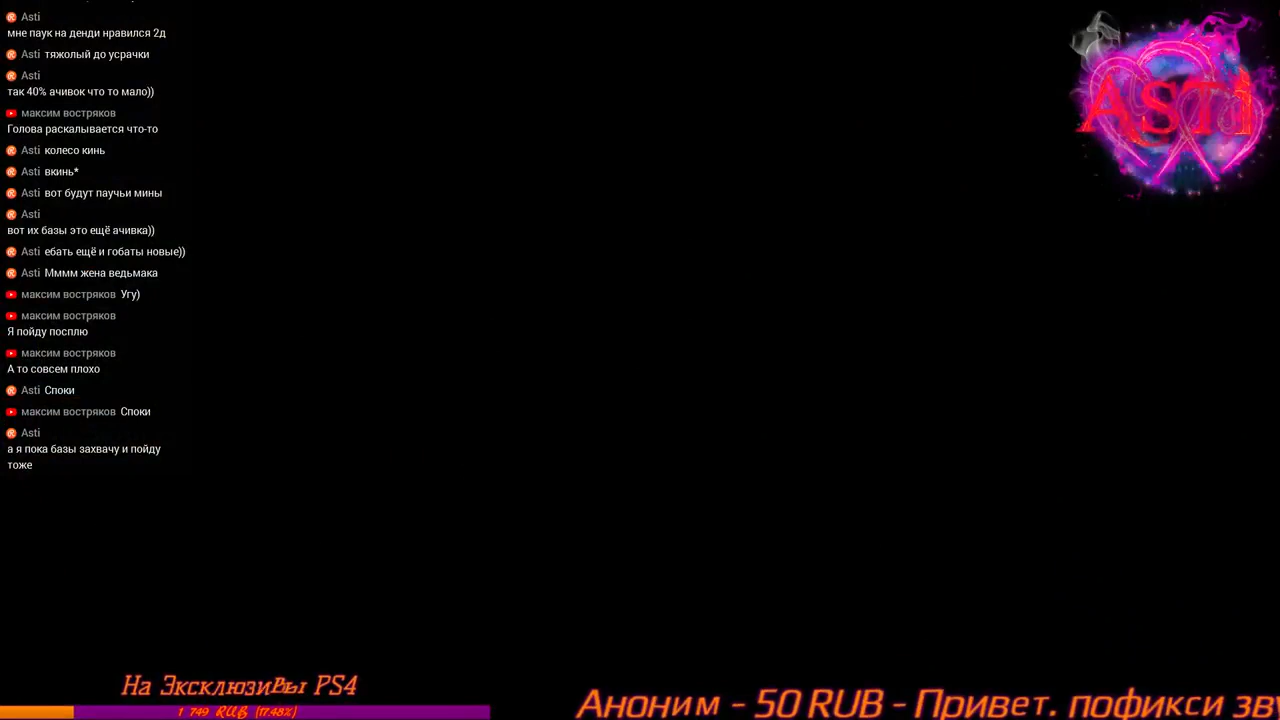 Asti
мне паук на денди нравился 2д
Asti тяжолый до усрачки
Asti
так 40% ачивок что то мало))
максим востряков
Голова раскалывается что-то
Asti колесо кинь
Asti вкинь*
Asti вот будут паучьи мины
Asti
вот их базы это ещё ачивка))
Asti ебать ещё и гобаты новые))
Asti Мммм жена ведьмака
максим востряков Угу)
максим востряков
Я пойду посплю
максим востряков
А то совсем плохо
Asti Споки
максим востряков Споки
Asti
а я пока базы захвачу и пойду
тоже
Asti
На Эксклюзивы PS4
1 749 RUB (17.48%)
Аноним - 50 RUB - Привет. пофикси зву